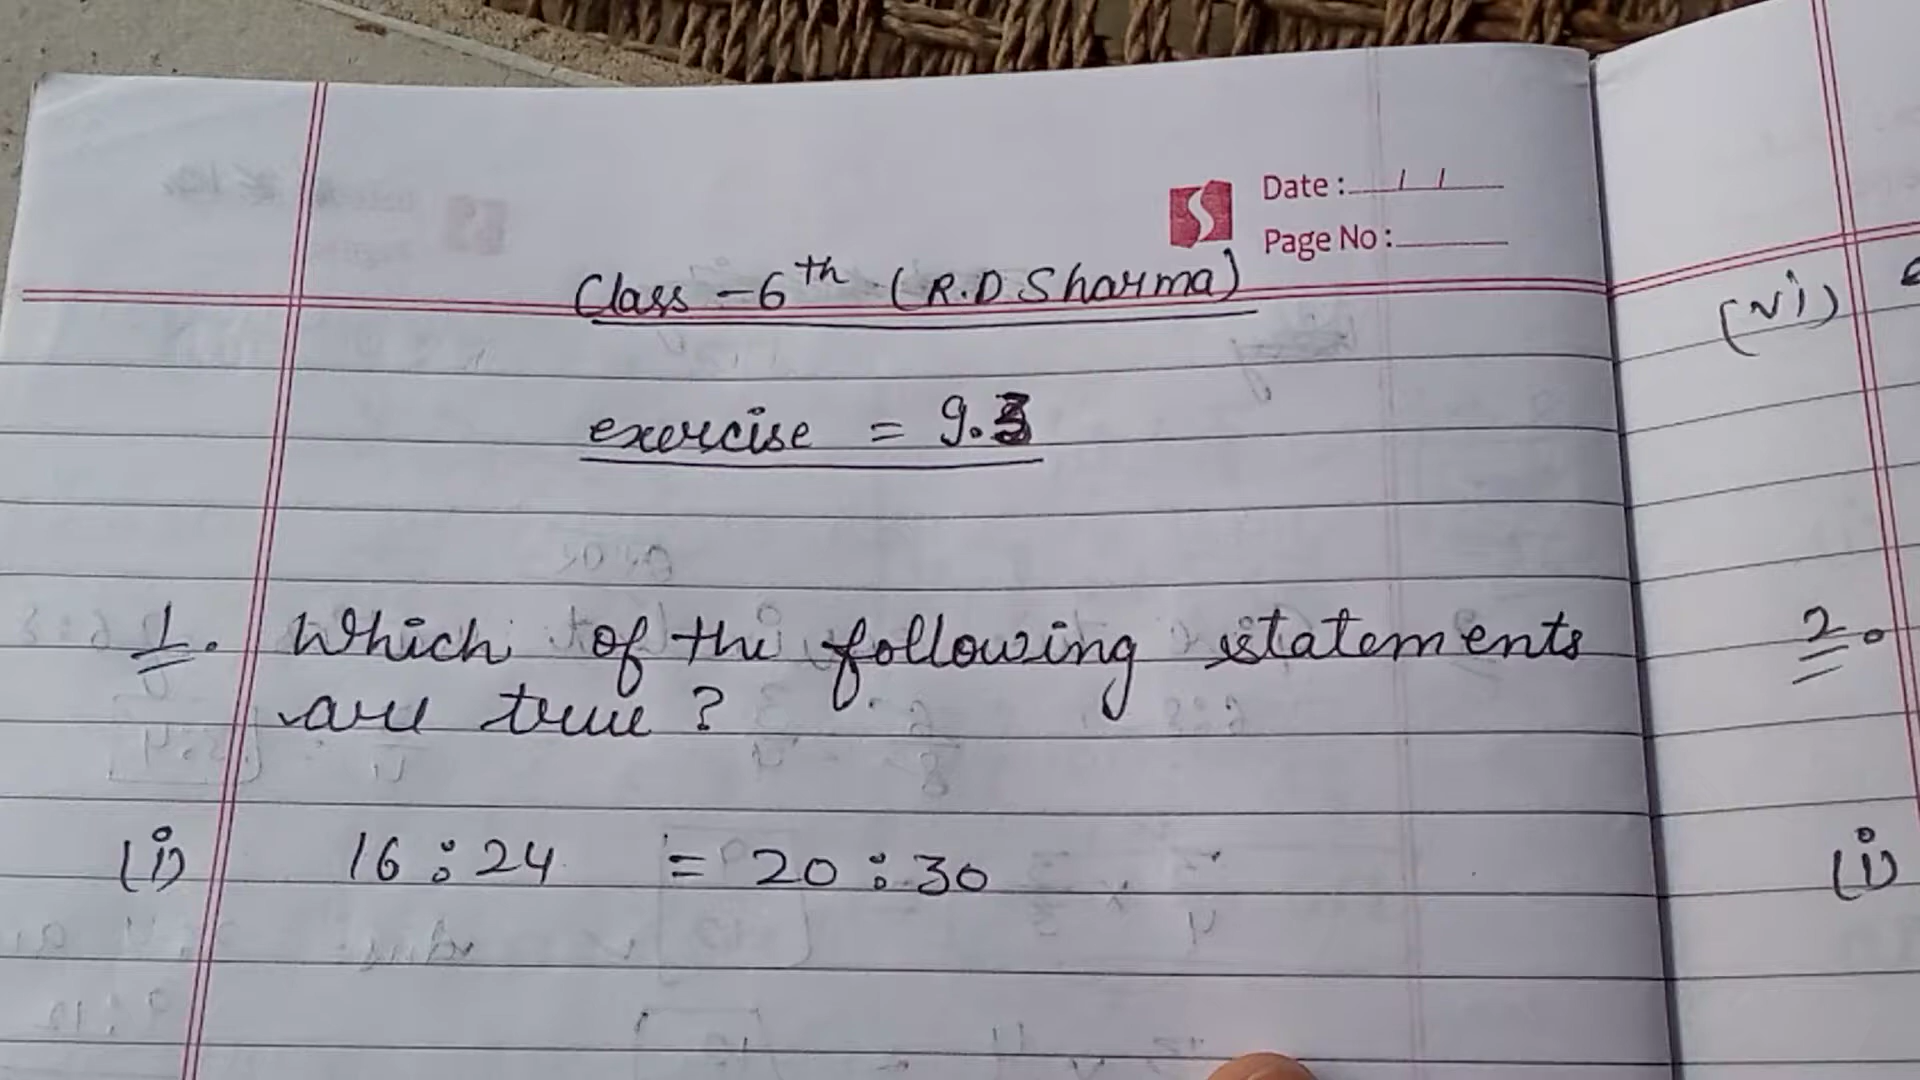 Date : / /
Page No :
Class - 6th (R.D Sharma)
exercise = 9.3
1. Which of the following statements
are true ?
(i) 16 : 24 = 20 : 30
(vi)
2.
(i)